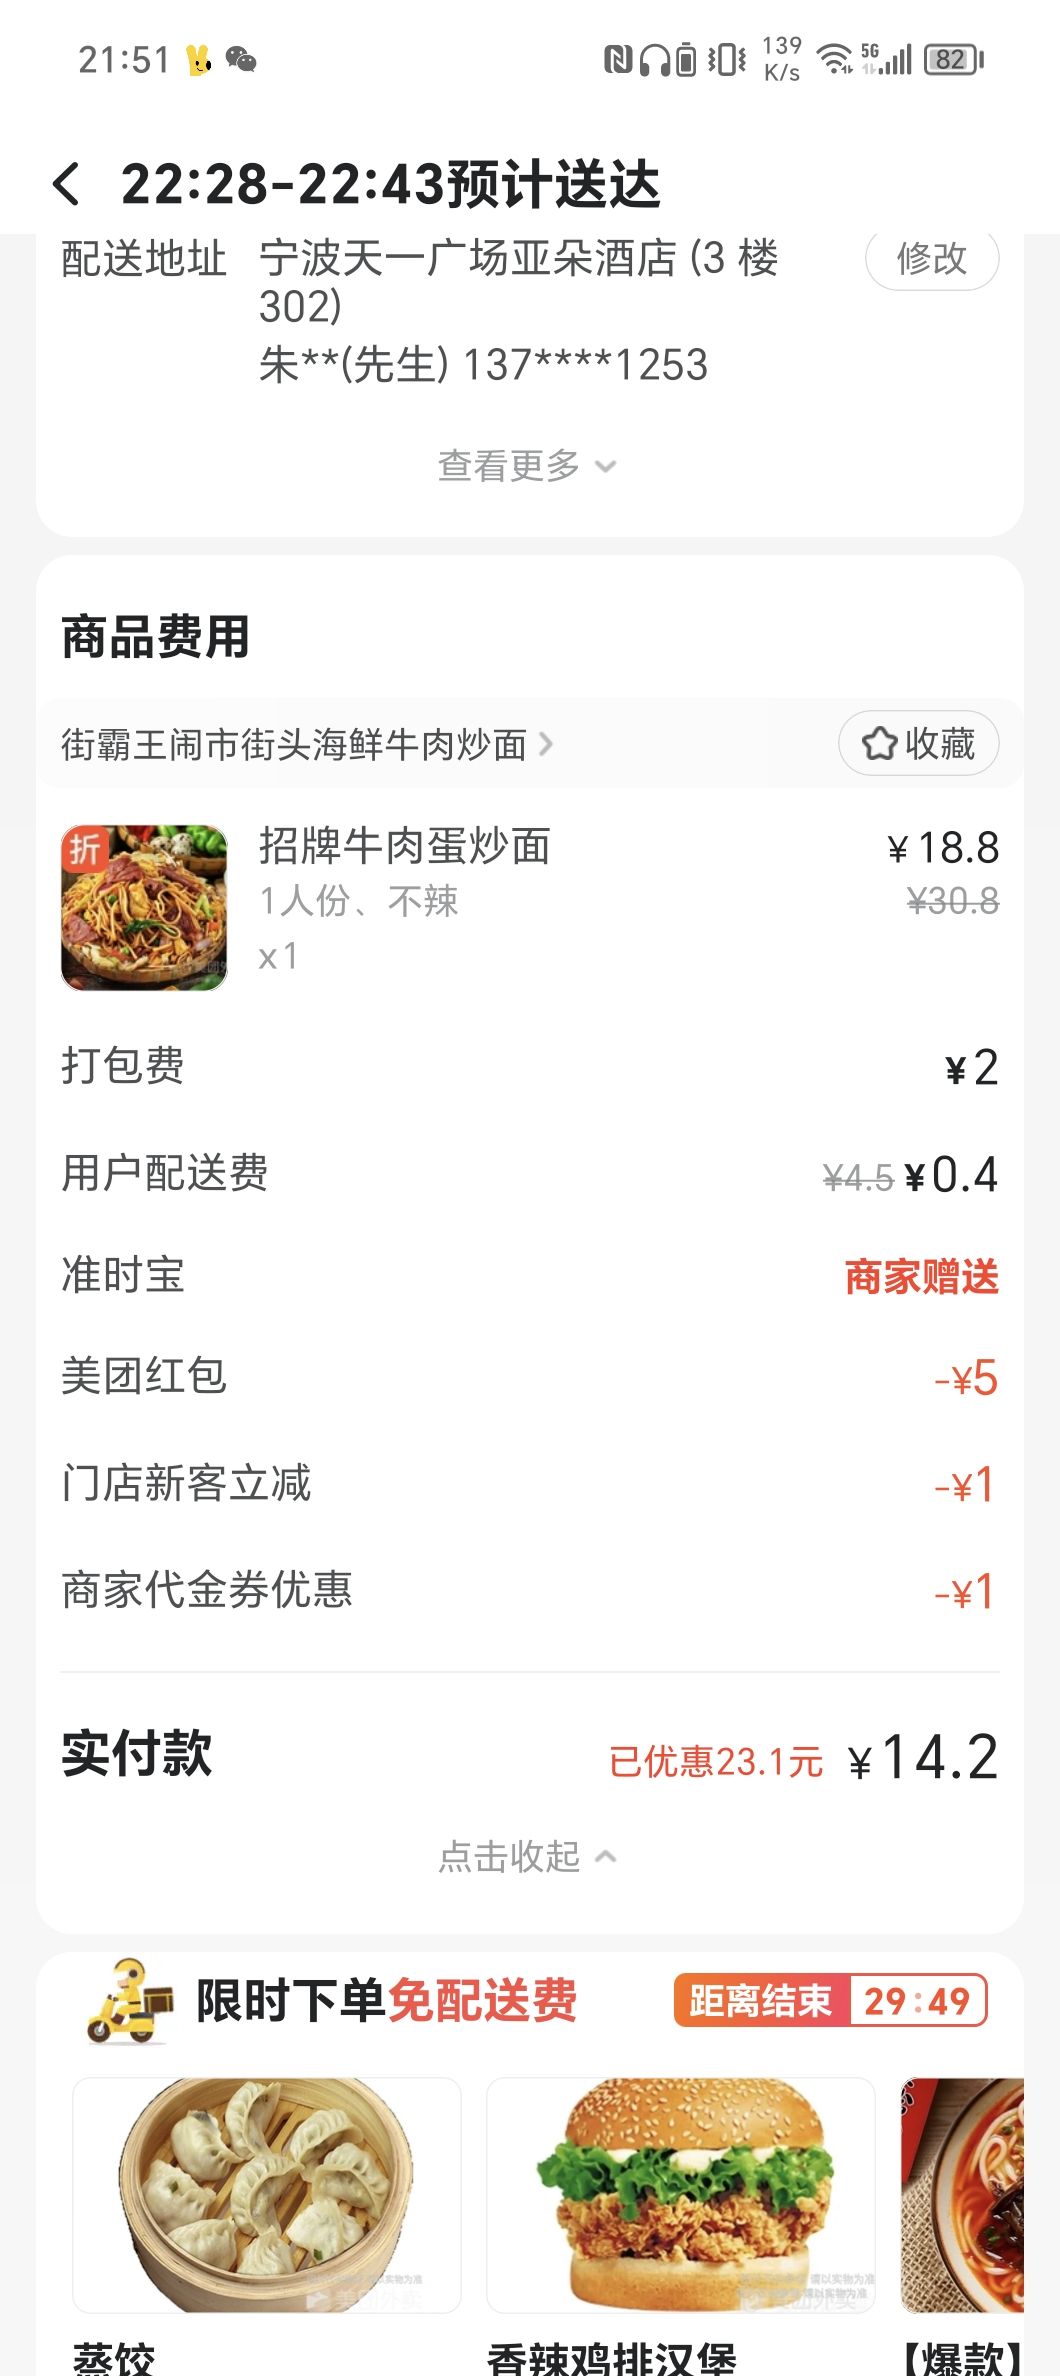 21:51
139
K/s
5G
82
22:28-22:43预计送达
配送地址
宁波天一广场亚朵酒店 (3 楼
302)
修改
朱**(先生) 137****1253
查看更多
商品费用
街霸王闹市街头海鲜牛肉炒面
收藏
折
招牌牛肉蛋炒面
¥ 18.8
1人份、不辣
¥30.8
x1
打包费
¥2
用户配送费
¥4.5 ¥0.4
准时宝
商家赠送
美团红包
-¥5
门店新客立减
-¥1
商家代金券优惠
-¥1
实付款
已优惠23.1元 ¥14.2
点击收起
限时下单免配送费
距离结束 29:49
请以实物为准
蒸饺
香辣鸡排汉堡
【爆款】